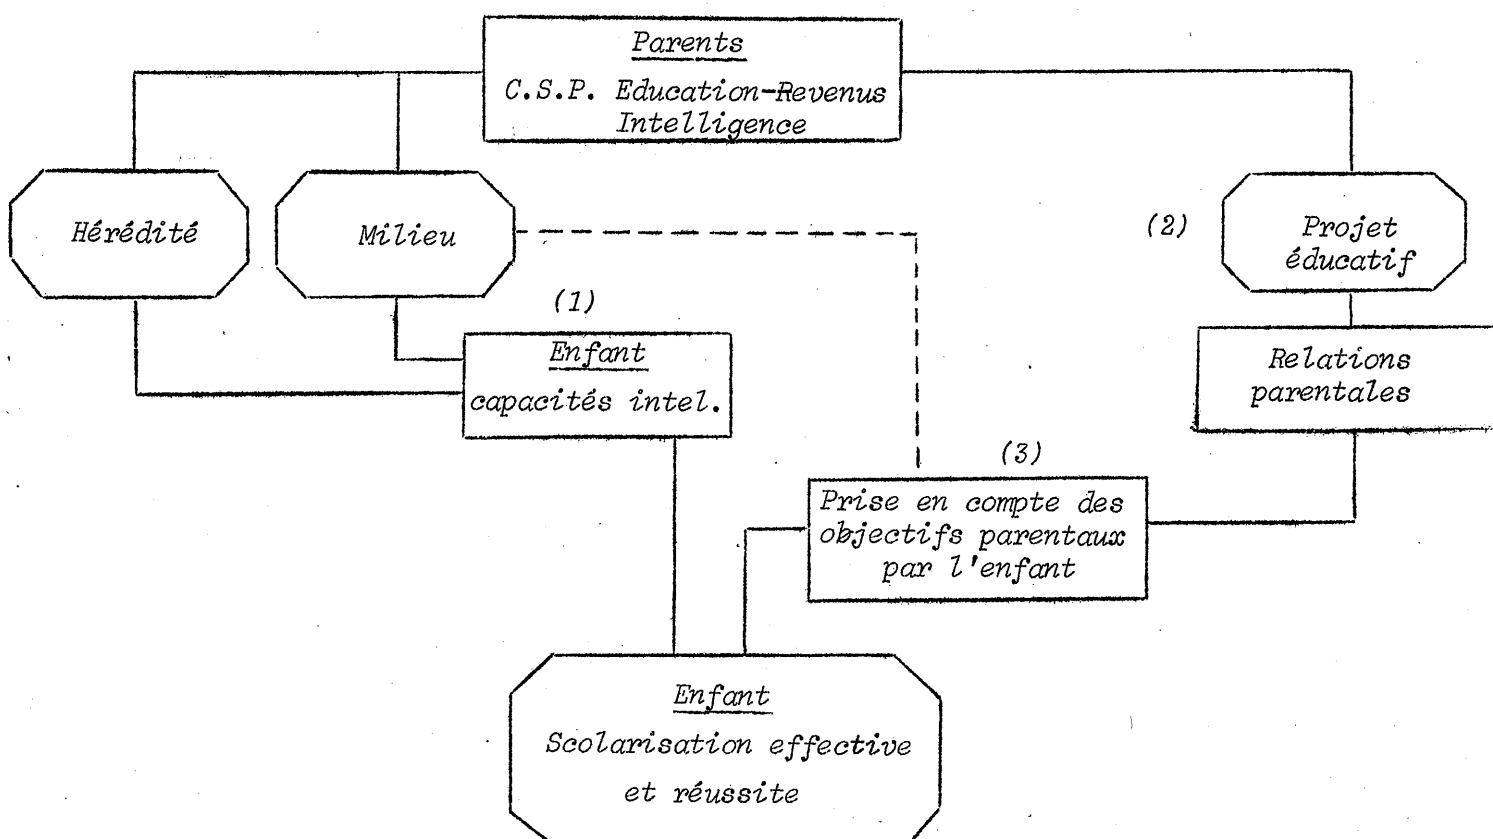 Parents
C.S.P. Education-Revenus
Intelligence
Hérédité
Milieu
(2)
Projet
éducatif
(1)
Enfant
capacités intel.
Relations
parentales
(3)
Prise en compte des
objectifs parentaux
par l'enfant
Enfant
Scolarisation effective
et réussite